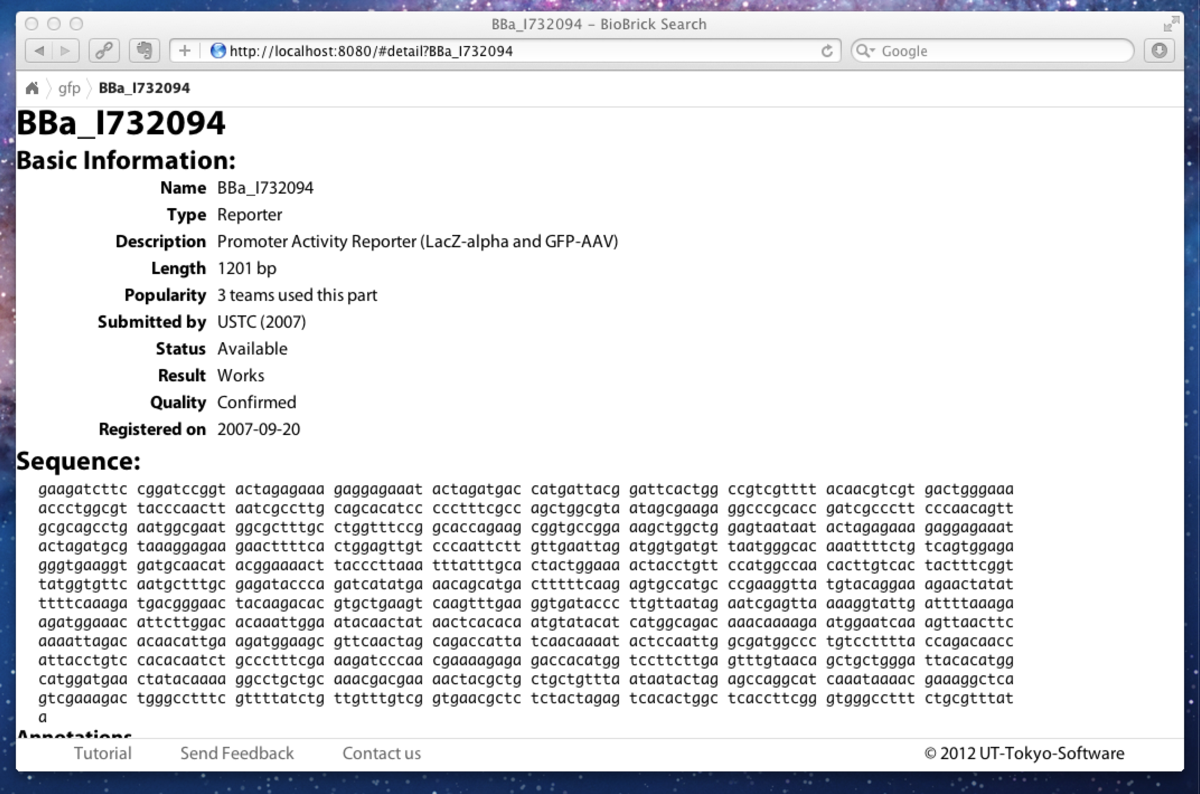 BBa_I732094 – BioBrick Search
http://localhost:8080/#detail?BBa_I732094
Google
gfp BBa_I732094
BBa_I732094
Basic Information:
Name BBa_I732094
Type Reporter
Description Promoter Activity Reporter (LacZ-alpha and GFP-AAV)
Length 1201 bp
Popularity 3 teams used this part
Submitted by USTC (2007)
Status Available
Result Works
Quality Confirmed
Registered on 2007-09-20
Sequence:
gaagatcttc cggatccggt actagagaaa gaggagaaat actagatgac catgattacg gattcactgg ccgtcgtttt acaacgtcgt gactgggaaa
accctggcgt tacccaactt aatcgccttg cagcacatcc ccctttcgcc agctggcgta atagcgaaga ggcccgcacc gatcgccctt cccaacagtt
gcgcagcctg aatggcgaat ggcgctttgc ctggtttccg gcaccagaag cggtgccgga aagctggctg gagtaataat actagagaaa gaggagaaat
actagatgcg taaaggagaa gaacttttca ctggagttgt cccaattctt gttgaattag atggtgatgt taatgggcac aaattttctg tcagtggaga
gggtgaaggt gatgcaacat acggaaaact tacccttaaa tttatttgca ctactggaaa actacctgtt ccatggccaa cacttgtcac tactttcggt
tatggtgttc aatgctttgc gagataccca gatcatatga aacagcatga ctttttcaag agtgccatgc ccgaaggtta tgtacaggaa agaactatat
ttttcaaaga tgacgggaac tacaagacac gtgctgaagt caagtttgaa ggtgataccc ttgttaatag aatcgagtta aaaggtattg attttaaaga
agatggaaac attcttggac acaaattgga atacaactat aactcacaca atgtatacat catggcagac aaacaaaaga atggaatcaa agttaacttc
aaaattagac acaacattga agatggaagc gttcaactag cagaccatta tcaacaaaat actccaattg gcgatggccc tgtcctttta ccagacaacc
attacctgtc cacacaatct gccctttcga aagatcccaa cgaaaagaga gaccacatgg tccttcttga gtttgtaaca gctgctggga ttacacatgg
catggatgaa ctatacaaaa ggcctgctgc aaacgacgaa aactacgctg ctgctgttta ataatactag agccaggcat caaataaaac gaaaggctca
gtcgaaagac tgggcctttc gttttatctg ttgtttgtcg gtgaacgctc tctactagag tcacactggc tcaccttcgg gtgggccttt ctgcgtttat
a
Annotations
Tutorial Send Feedback Contact us © 2012 UT-Tokyo-Software